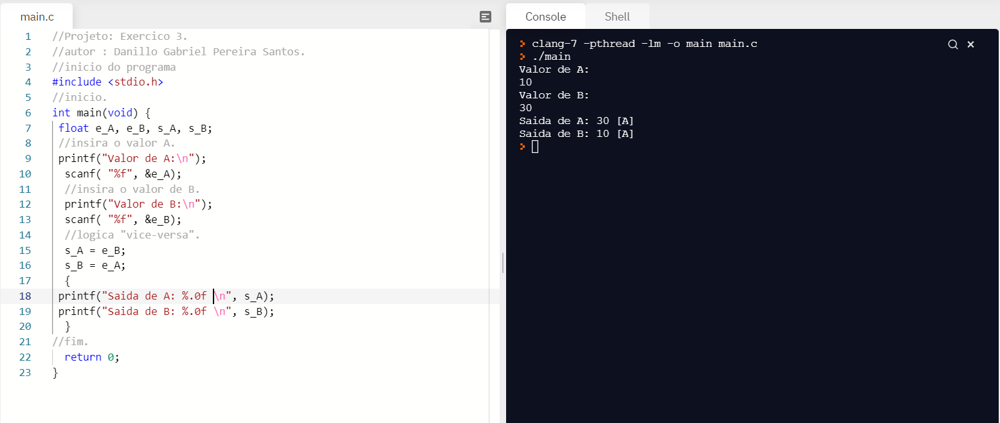 main.c
1 //Projeto: Exercico 3.
2 //autor : Danillo Gabriel Pereira Santos.
3 //inicio do programa
4 #include <stdio.h>
5 //inicio.
6 int main(void) {
7 float e_A, e_B, s_A, s_B;
8 //insira o valor A.
9 printf("Valor de A:\n");
10 scanf( "%f", &e_A);
11 //insira o valor de B.
12 printf("Valor de B:\n");
13 scanf( "%f", &e_B);
14 //logica "vice-versa".
15 s_A = e_B;
16 s_B = e_A;
17 {
18 printf("Saida de A: %.0f \n", s_A);
19 printf("Saida de B: %.0f \n", s_B);
20 }
21 //fim.
22 return 0;
23 }
Console Shell
> clang-7 -pthread -lm -o main main.c
> ./main
Valor de A:
10
Valor de B:
30
Saida de A: 30 [A]
Saida de B: 10 [A]
>